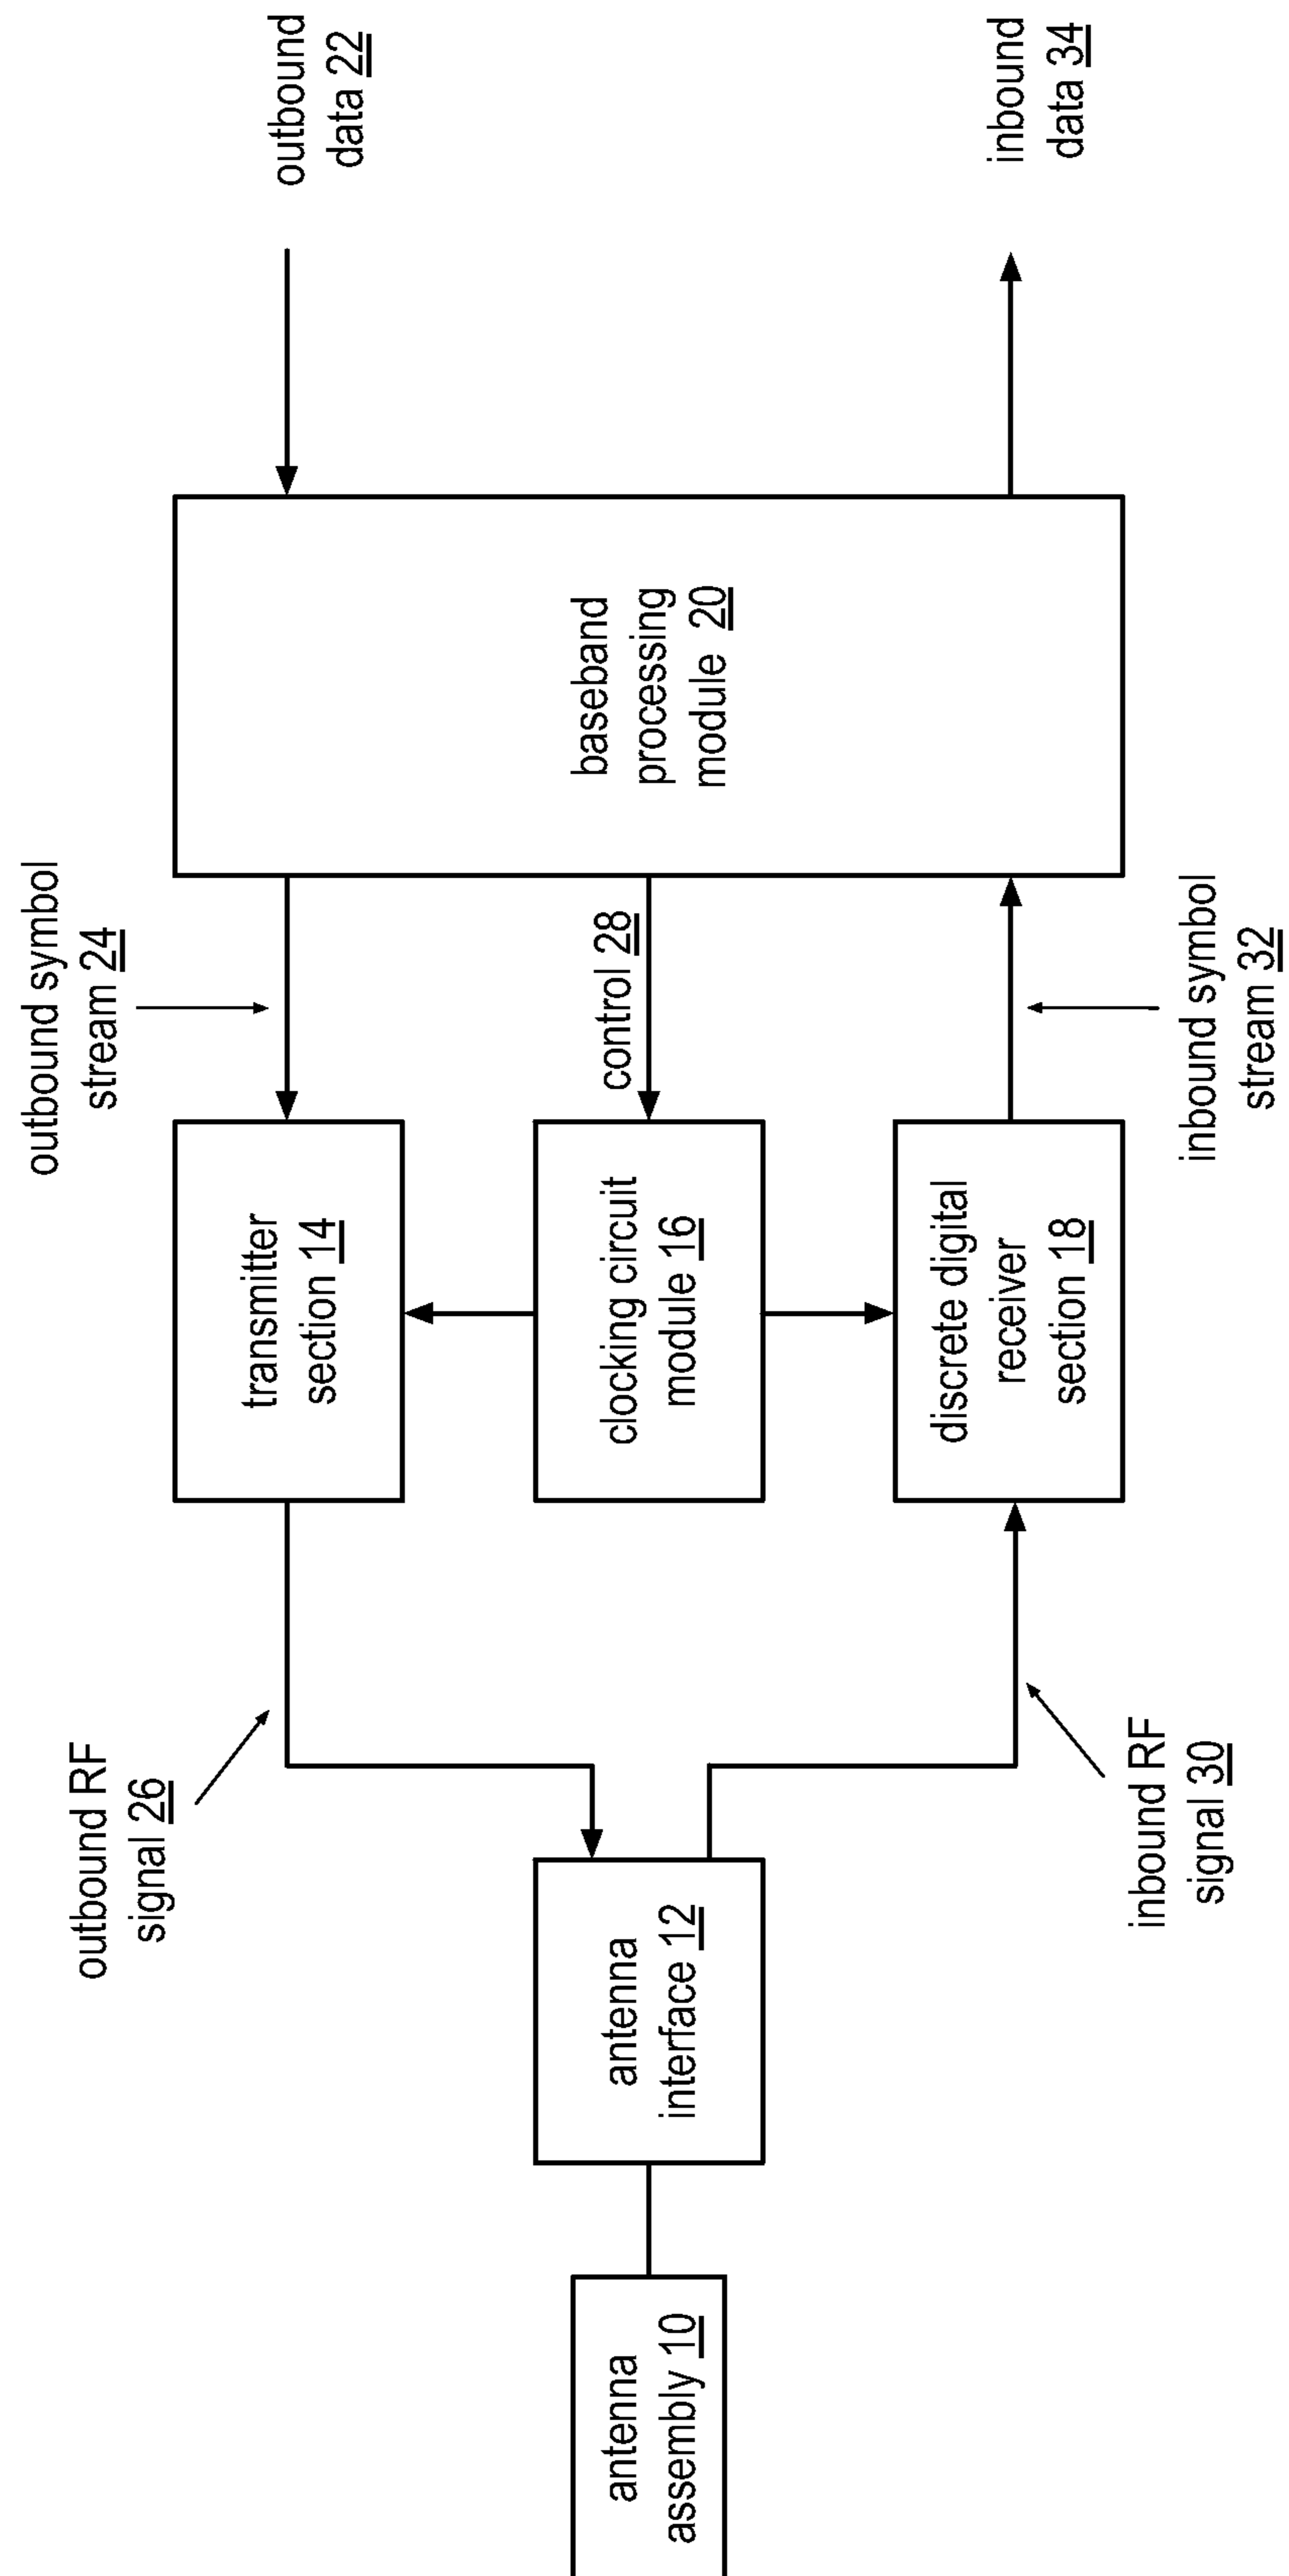 antenna
assembly 10
antenna
interface 12
outbound RF
signal 26
inbound RF
signal 30
transmitter
section 14
clocking circuit
module 16
discrete digital
receiver
section 18
outbound symbol
stream 24
control 28
inbound symbol
stream 32
baseband
processing
module 20
outbound
data 22
inbound
data 34